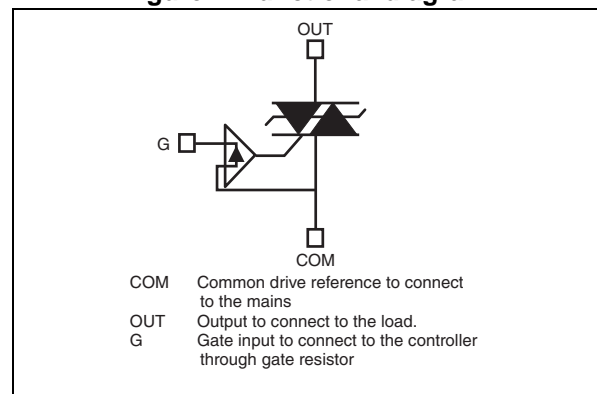 OUT
G
COM
COM Common drive reference to connect
to the mains
OUT Output to connect to the load.
G Gate input to connect to the controller
through gate resistor